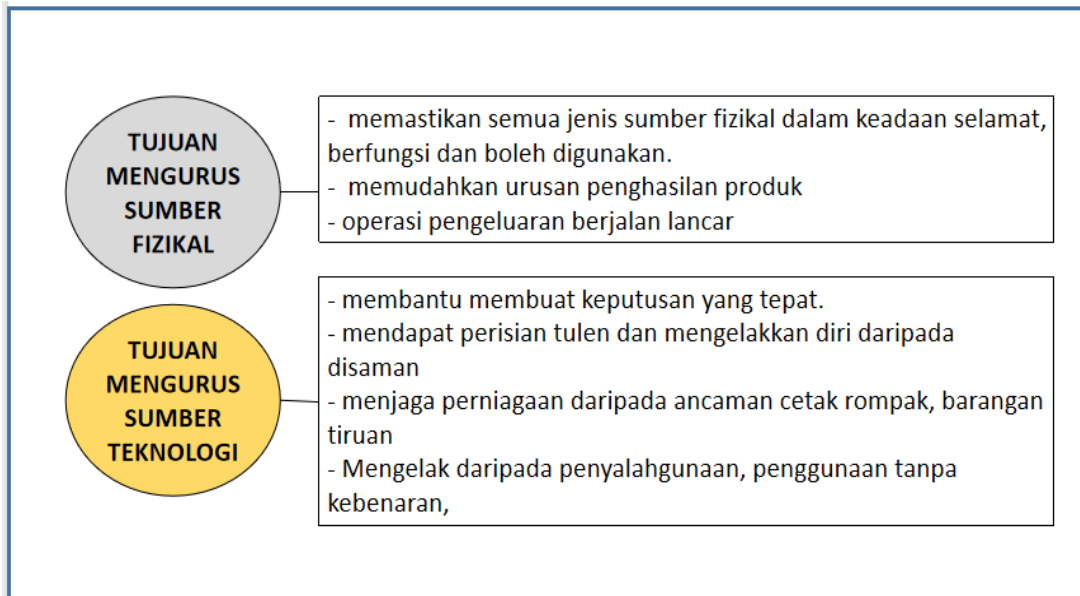 TUJUAN
MENGURUS
SUMBER
FIZIKAL
- memastikan semua jenis sumber fizikal dalam keadaan selamat,
berfungsi dan boleh digunakan.
- memudahkan urusan penghasilan produk
- operasi pengeluaran berjalan lancar
TUJUAN
MENGURUS
SUMBER
TEKNOLOGI
- membantu membuat keputusan yang tepat.
- mendapat perisian tulen dan mengelakkan diri daripada
disaman
- menjaga perniagaan daripada ancaman cetak rompak, barangan
tiruan
- Mengelak daripada penyalahgunaan, penggunaan tanpa
kebenaran,